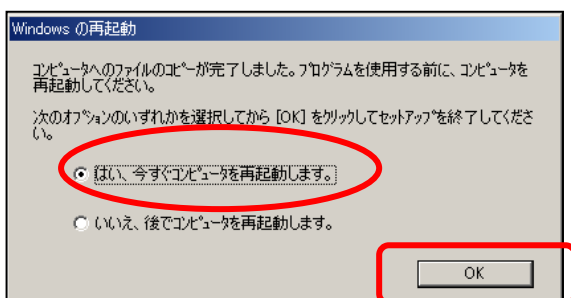 Windows の再起動
コンピュータへのファイルのコピーが完了しました。プログラムを使用する前に、コンピュータを
再起動してください。
次のオプションのいずれかを選択してから [OK] をクリックしてセットアップを終了してくださ
い。
はい、今すぐコンピュータを再起動します。
いいえ、後でコンピュータを再起動します。
OK